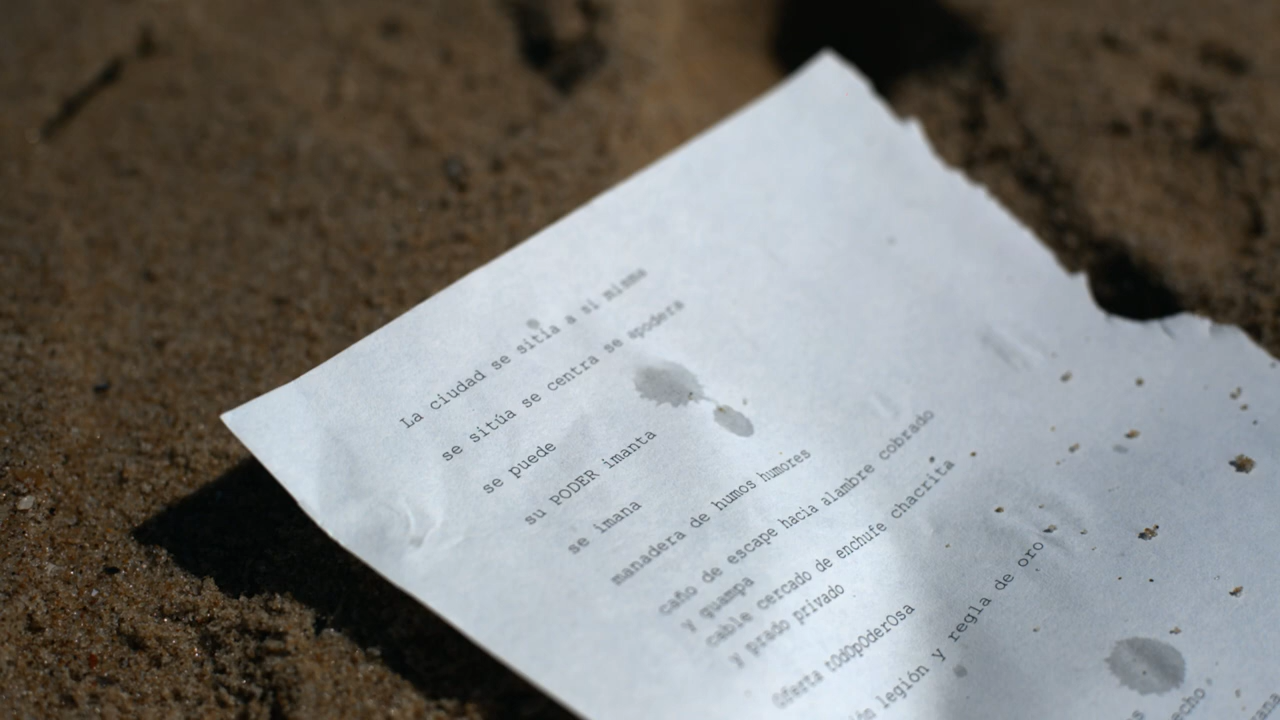 La ciudad se sitía a sí misma
se sitúa se centra se apodera
se puede
su PODER imanta
se imana
manadera de humos humores
caño de escape hacia alambre cobrado
y guampa
cable cercado de enchufe chacrita
y prado privado
Oferta tOdOpOderOsa
legión y regla de oro